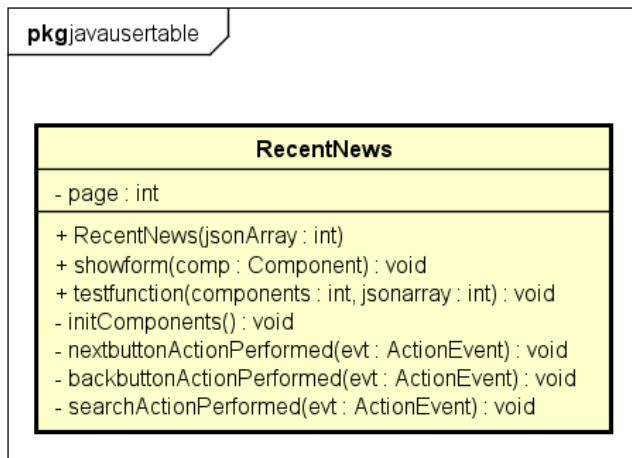 pkgjavausertable
RecentNews
- page : int
+ RecentNews(jsonArray : int)
+ showform(comp : Component) : void
+ testfunction(components : int, jsonarray : int) : void
- initComponents() : void
- nextbuttonActionPerformed(evt : ActionEvent) : void
- backbuttonActionPerformed(evt : ActionEvent) : void
- searchActionPerformed(evt : ActionEvent) : void